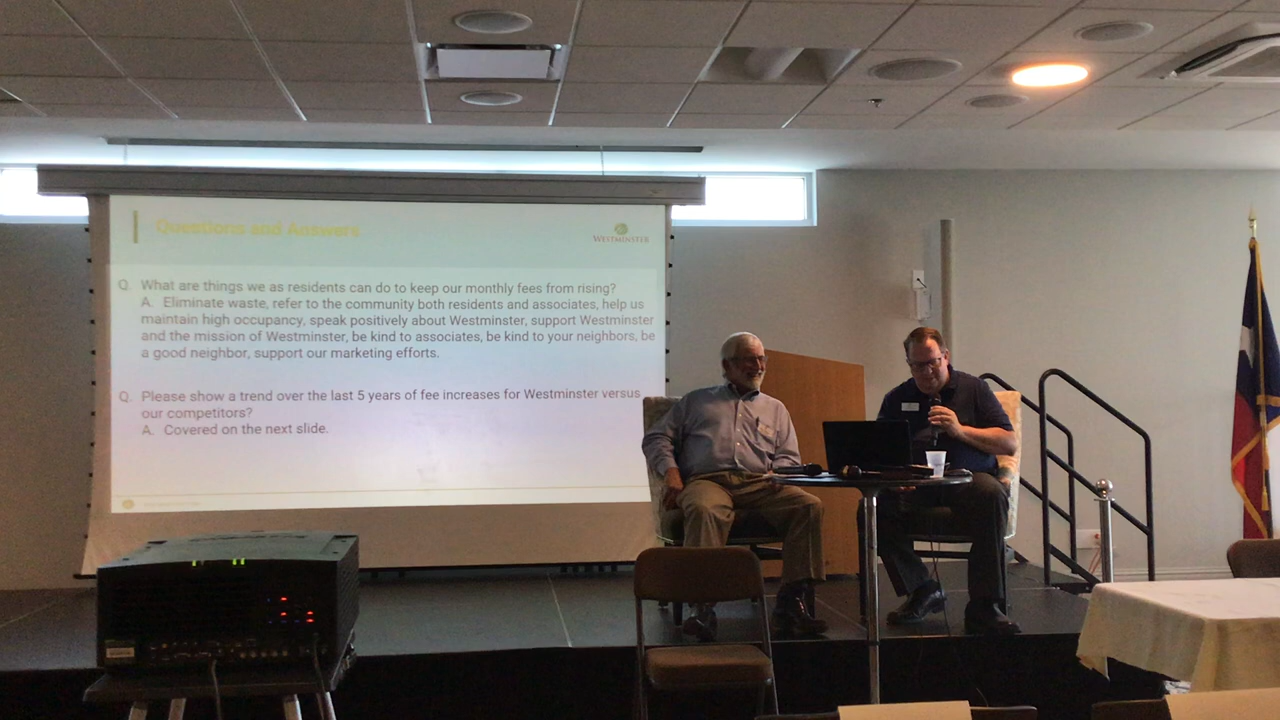 Questions and Answers
WESTMINSTER
Q. What are things we as residents can do to keep our monthly fees from rising?
A. Eliminate waste, refer to the community both residents and associates, help us
maintain high occupancy, speak positively about Westminster, support Westminster
and the mission of Westminster, be kind to associates, be kind to your neighbors, be
a good neighbor, support our marketing efforts.
Q. Please show a trend over the last 5 years of fee increases for Westminster versus
our competitors?
A. Covered on the next slide.